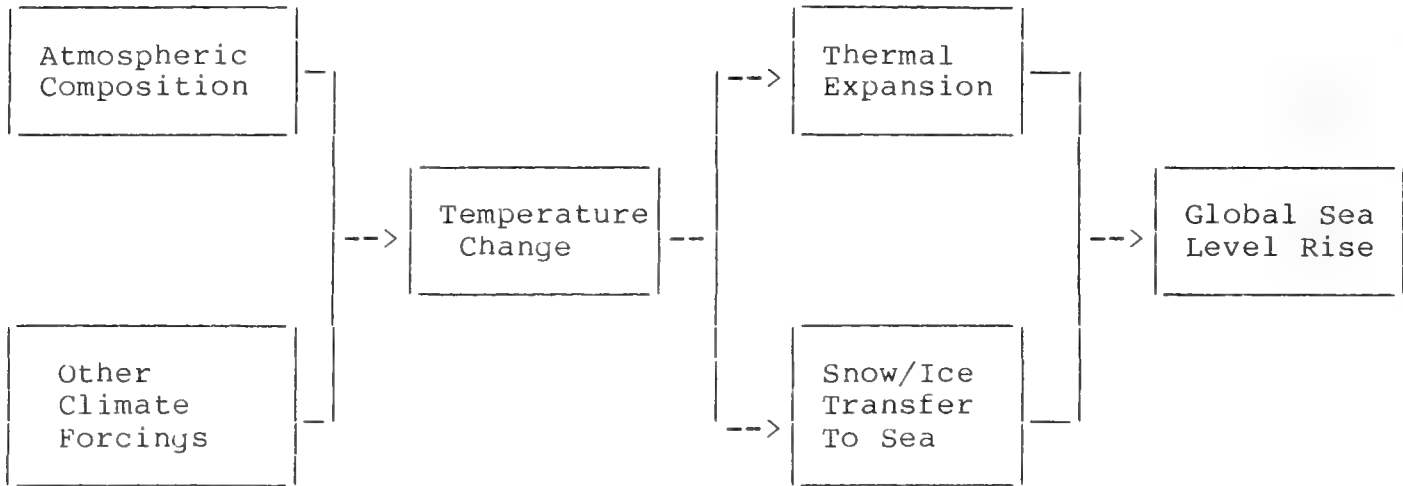 Atmospheric
Composition
Other
Climate
Forcings
Temperature
Change
Thermal
Expansion
Snow/Ice
Transfer
To Sea
Global Sea
Level Rise